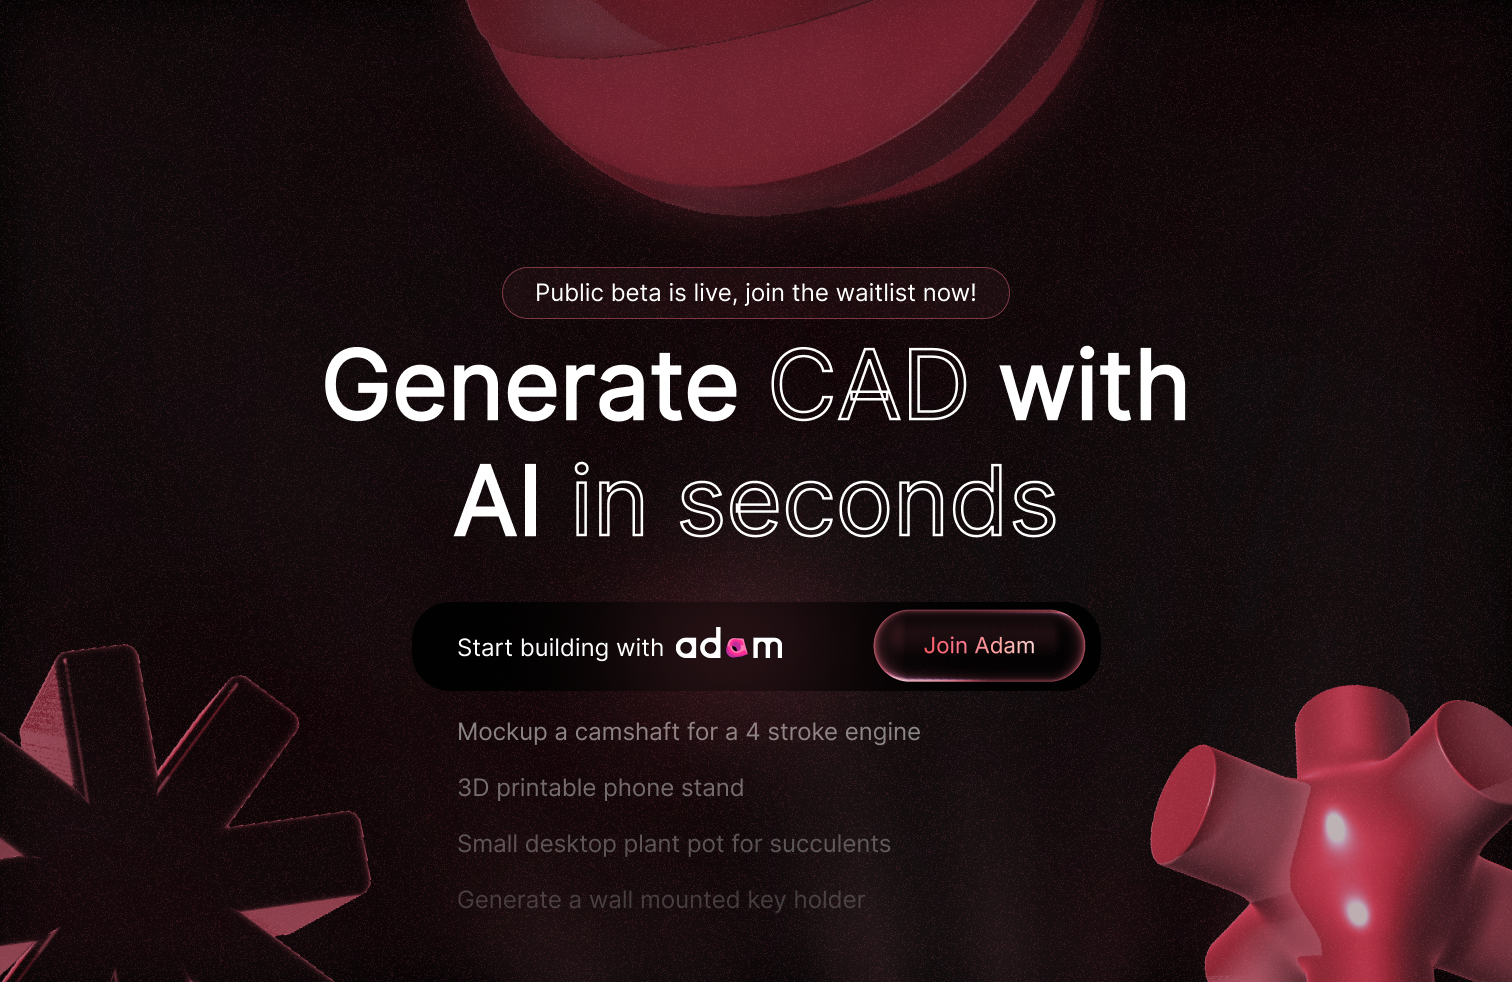 Public beta is live, join the waitlist now!
Generate CAD with
AI in seconds
Start building with adam
Join Adam
Mockup a camshaft for a 4 stroke engine
3D printable phone stand
Small desktop plant pot for succulents
Generate a wall mounted key holder